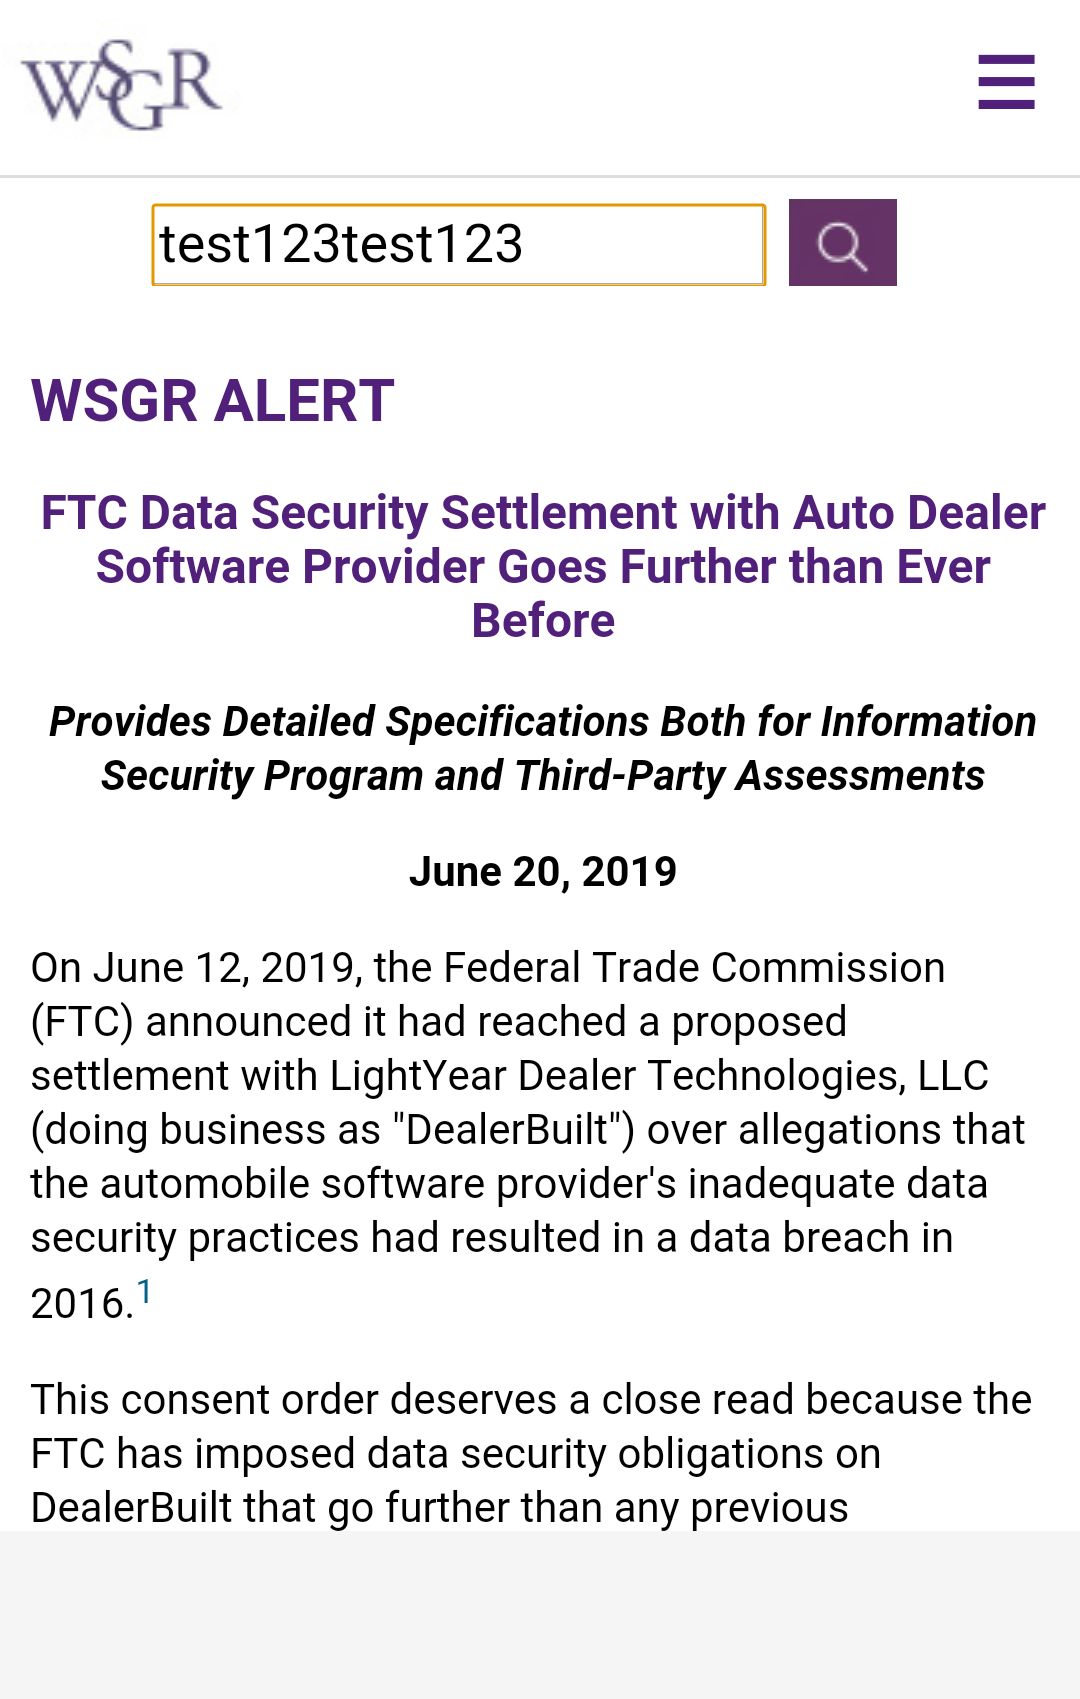 WSGR
test123test123
WSGR ALERT
FTC Data Security Settlement with Auto Dealer
Software Provider Goes Further than Ever
Before
Provides Detailed Specifications Both for Information
Security Program and Third-Party Assessments
June 20, 2019
On June 12, 2019, the Federal Trade Commission
(FTC) announced it had reached a proposed
settlement with LightYear Dealer Technologies, LLC
(doing business as "DealerBuilt") over allegations that
the automobile software provider's inadequate data
security practices had resulted in a data breach in
2016.1
This consent order deserves a close read because the
FTC has imposed data security obligations on
DealerBuilt that go further than any previous